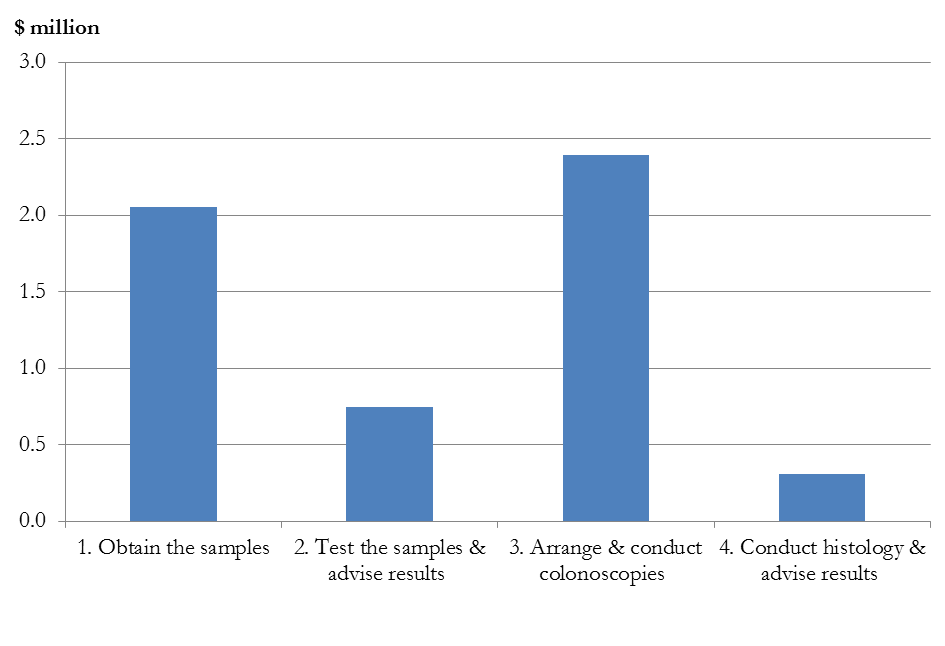 $ million
3.0
2.5
2.0
1.5
1.0
0.5
0.0
1. Obtain the samples
2. Test the samples &
advise results
3. Arrange & conduct
colonoscopies
4. Conduct histology &
advise results